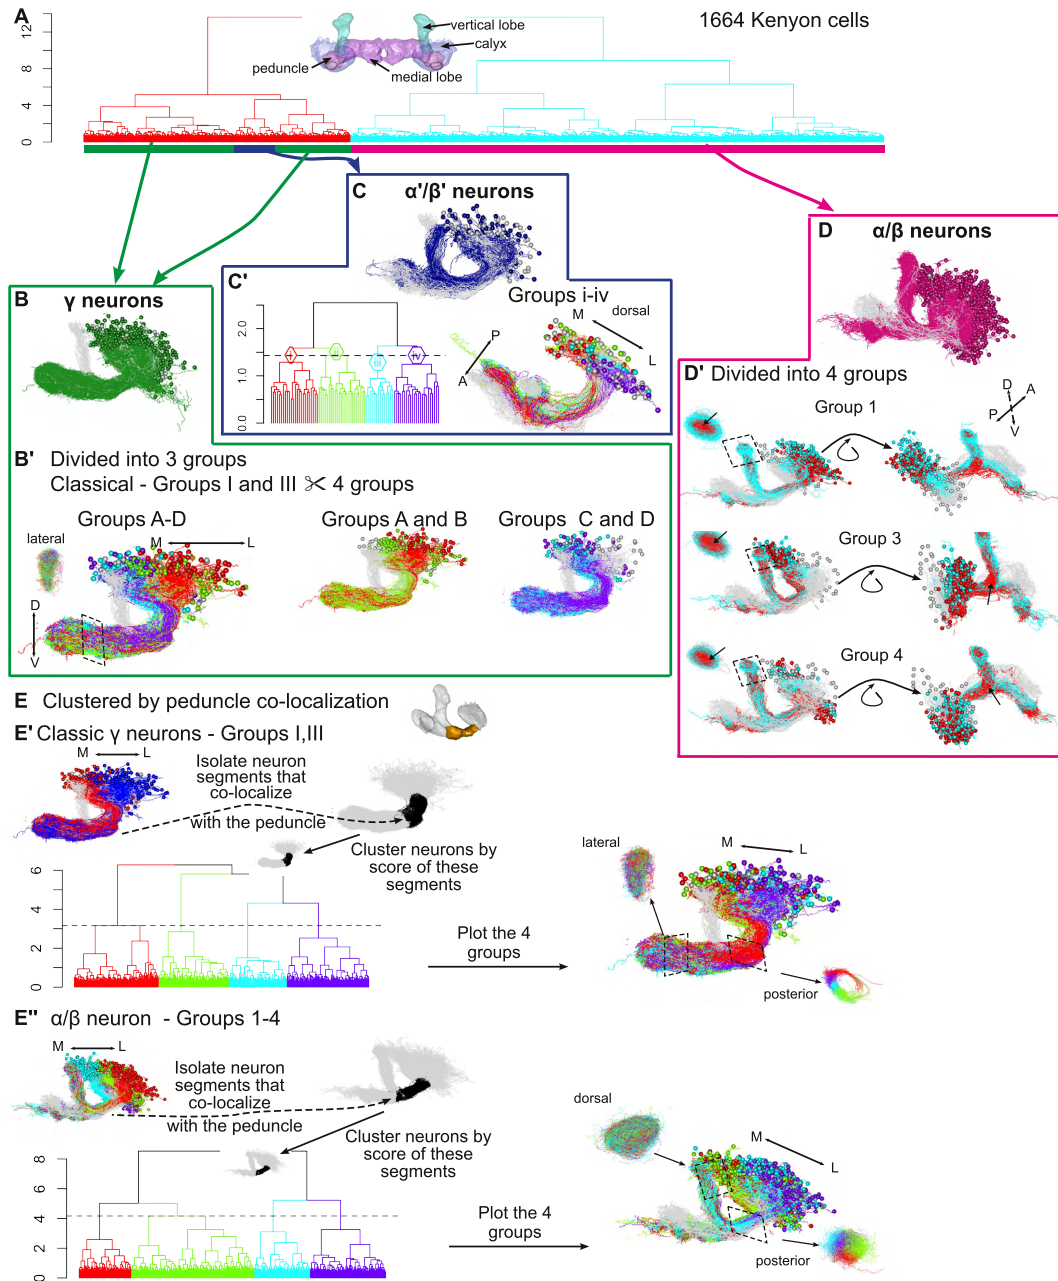 A
1664 Kenyon cells
12
8
4
0
vertical lobe
calyx
peduncle
medial lobe
C
α'/β' neurons
D
α/β neurons
B
γ neurons
C'
Groups i-iv
dorsal
M
L
P
A
2.0
1.0
0.0
i
ii
iii
iv
D' Divided into 4 groups
D
A
P
V
Group 1
Group 3
Group 4
B' Divided into 3 groups
Classical - Groups I and III ✂ 4 groups
Groups A-D
Groups A and B
Groups C and D
lateral
M
L
D
V
E Clustered by peduncle co-localization
E' Classic γ neurons - Groups I,III
M
L
Isolate neuron
segments that
co-localize
with the peduncle
Cluster neurons by
score of these
segments
6
4
2
0
Plot the 4
groups
lateral
M
L
posterior
E'' α/β neuron - Groups 1-4
M
L
Isolate neuron
segments that
co-localize
with the peduncle
Cluster neurons by
score of these
segments
8
6
4
2
0
Plot the 4
groups
dorsal
M
L
posterior